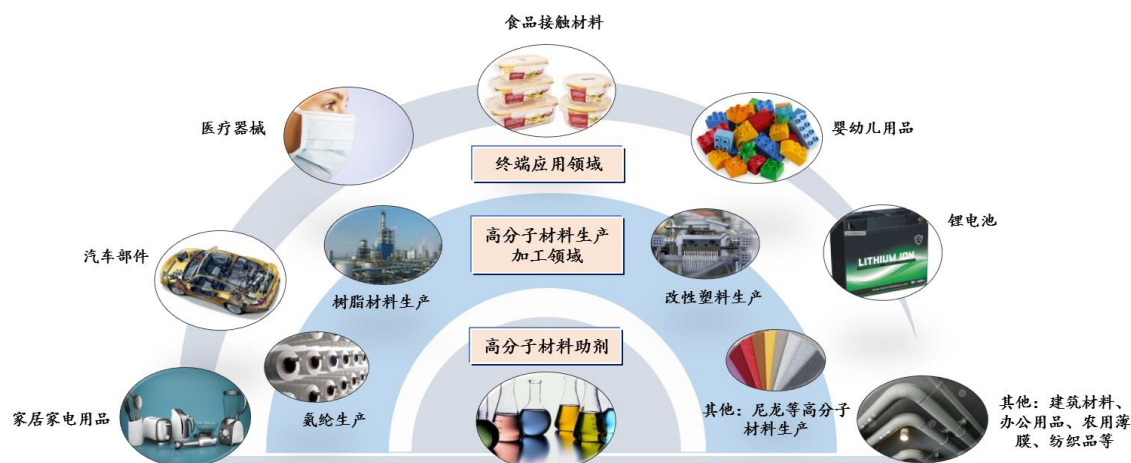 食品接触材料
医疗器械
婴幼儿用品
终端应用领域
锂电池
LITHIUM ION
汽车部件
高分子材料生产
加工领域
树脂材料生产
改性塑料生产
高分子材料助剂
家居家电用品
氨纶生产
其他：尼龙等高分子
材料生产
其他：建筑材料、
办公用品、农用薄
膜、纺织品等